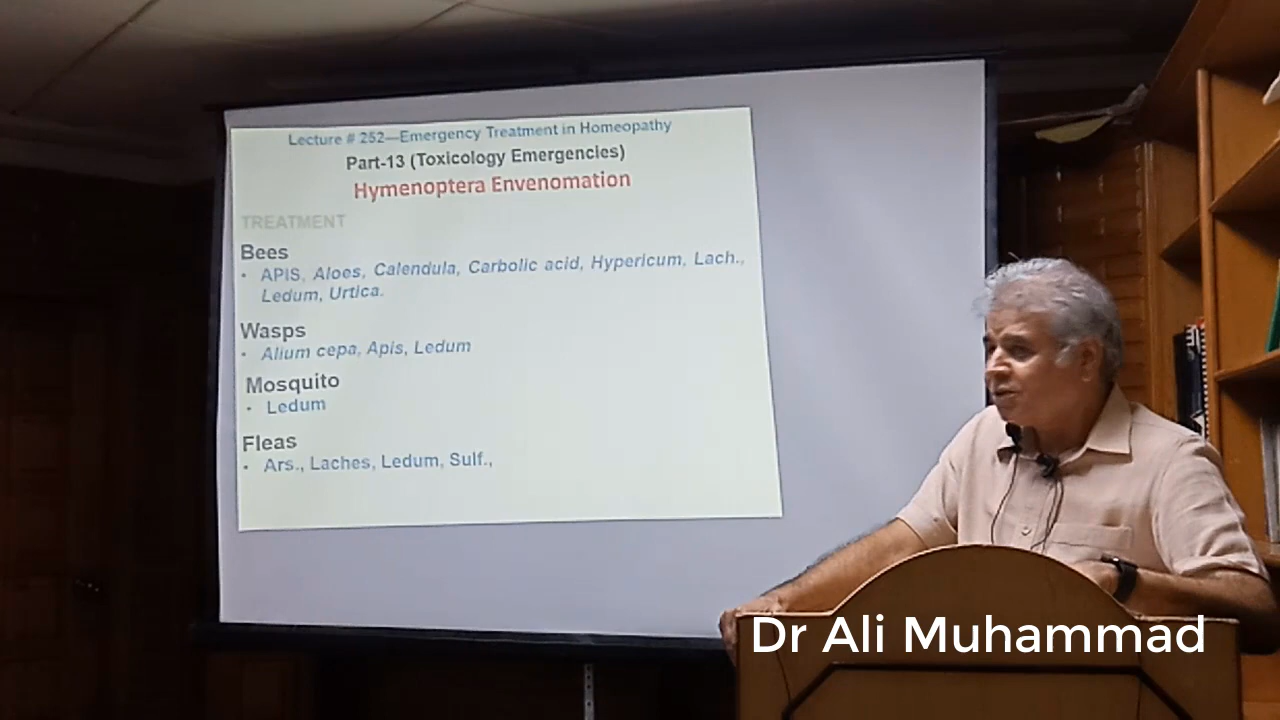 Lecture # 252—Emergency Treatment in Homeopathy
Part-13 (Toxicology Emergencies)
Hymenoptera Envenomation
TREATMENT
Bees
• APIS, Aloes, Calendula, Carbolic acid, Hypericum, Lach.,
Ledum, Urtica.
Wasps
• Alium cepa, Apis, Ledum
Mosquito
• Ledum
Fleas
• Ars., Laches, Ledum, Sulf.,
Dr Ali Muhammad